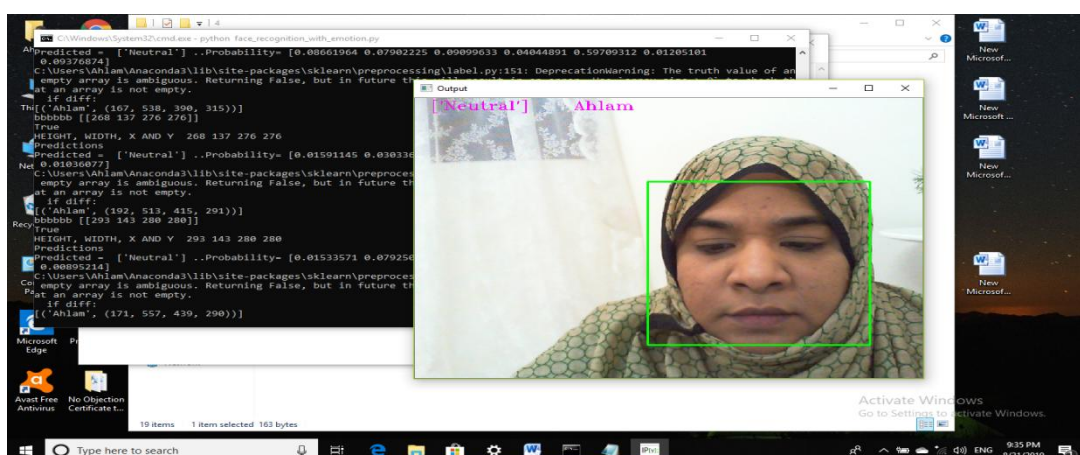 4
C:\Windows\System32\cmd.exe - python face_recognition_with_emotion.py
Predicted = ['Neutral'] ..Probability= [0.08661964 0.07902225 0.09099633 0.04044891 0.59709312 0.01205101
0.09376874]
C:\Users\Ahlam\Anaconda3\lib\site-packages\sklearn\preprocessing\label.py:151: DeprecationWarning: The truth value of an
empty array is ambiguous. Returning False, but in future this will result in an error. Use
at an array is not empty.
if diff:
[('Ahlam', (167, 538, 390, 315))]
bbbbbb [[268 137 276 276]]
True
HEIGHT, WIDTH, X AND Y 268 137 276 276
Predictions
Predicted = ['Neutral'] ..Probability= [0.01591145 0.030336
0.01036077]
C:\Users\Ahlam\Anaconda3\lib\site-packages\sklearn\preproces
empty array is ambiguous. Returning False, but in future th
at an array is not empty.
if diff:
[('Ahlam', (192, 513, 415, 291))]
bbbbbb [[293 143 280 280]]
True
HEIGHT, WIDTH, X AND Y 293 143 280 280
Predictions
Predicted = ['Neutral'] ..Probability= [0.01533571 0.079250
0.00895214]
C:\Users\Ahlam\Anaconda3\lib\site-packages\sklearn\preproces
empty array is ambiguous. Returning False, but in future th
at an array is not empty.
if diff:
[('Ahlam', (171, 557, 439, 290))]
Output
['Neutral'] Ahlam
New
Microsof...
New
Microsoft ...
New
Microsof...
New
Microsof...
Microsoft
Edge
Avast Free
Antivirus
No Objection
Certificate t...
19 items 1 item selected 163 bytes
Activate Windows
Go to Settings to activate Windows.
Type here to search
ENG
9:35 PM